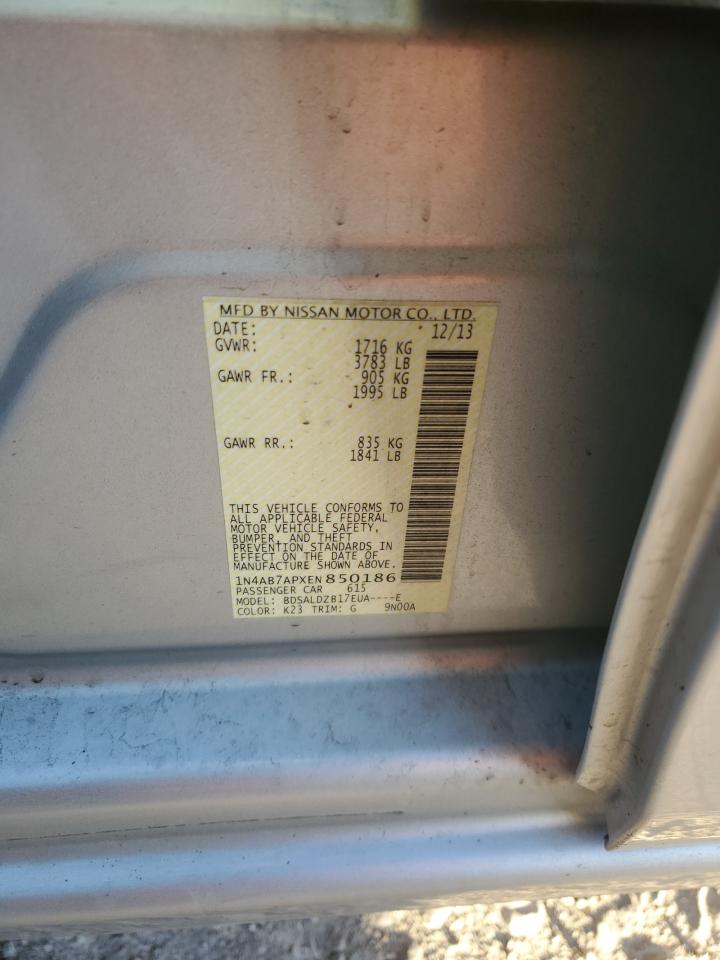 MFD BY NISSAN MOTOR CO., LTD.
DATE: 12/13
GVWR: 1716 KG
3783 LB
GAWR FR.: 905 KG
1995 LB
GAWR RR.: 835 KG
1841 LB
THIS VEHICLE CONFORMS TO
ALL APPLICABLE FEDERAL
MOTOR VEHICLE SAFETY,
BUMPER, AND THEFT
PREVENTION STANDARDS IN
EFFECT ON THE DATE OF
MANUFACTURE SHOWN ABOVE.
1N4AB7APXEN850186
PASSENGER CAR 615
MODEL: BDSALDZB17EUA----E
COLOR: K23 TRIM: G 9N00A